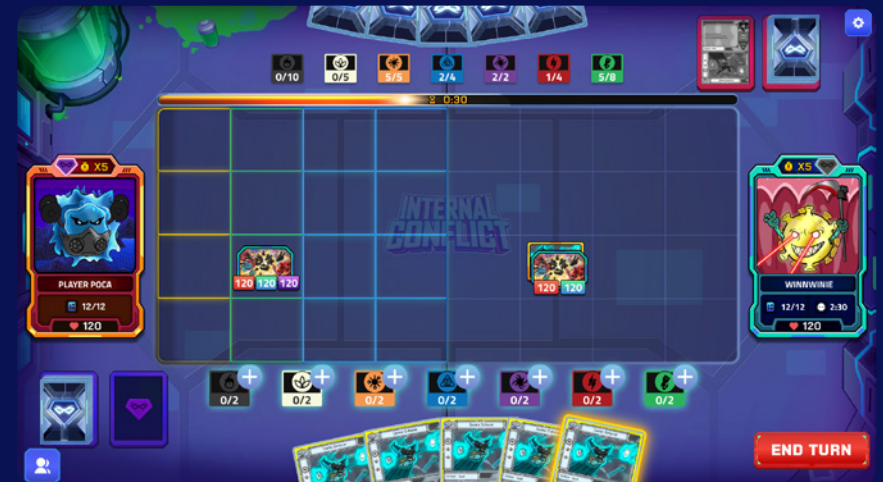 0/10
0/5
5/5
2/4
2/2
1/4
5/8
0:30
X5
X5
INTERNAL
CONFLICT
PLAYER POCA
12/12
120
120 120 120
120 120
WINNWINIE
12/12 2:30
120
0/2
0/2
0/2
0/2
0/2
0/2
0/2
END TURN